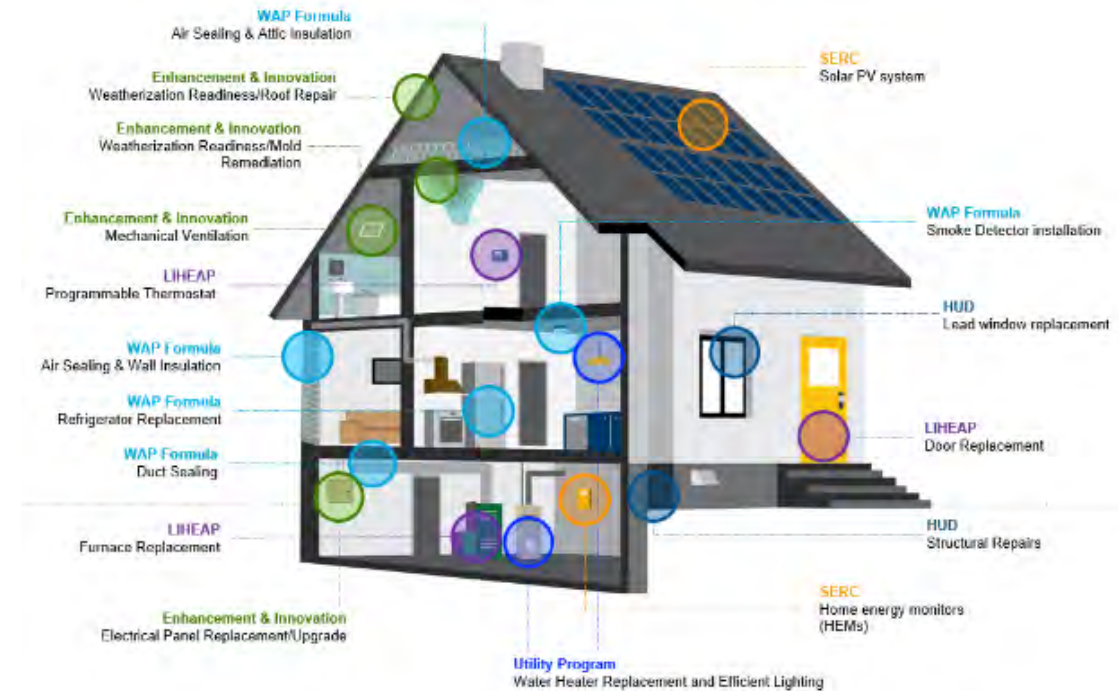 WAP Formula
Air Sealing & Attic Insulation
Enhancement & Innovation
Weatherization Readiness/Roof Repair
Enhancement & Innovation
Weatherization Readiness/Mold
Remediation
Enhancement & Innovation
Mechanical Ventilation
LIHEAP
Programmable Thermostat
WAP Formula
Air Sealing & Wall Insulation
WAP Formula
Refrigerator Replacement
WAP Formula
Duct Sealing
LIHEAP
Furnace Replacement
Enhancement & Innovation
Electrical Panel Replacement/Upgrade
Utility Program
Water Heater Replacement and Efficient Lighting
SERC
Solar PV system
WAP Formula
Smoke Detector installation
HUD
Lead window replacement
LIHEAP
Door Replacement
HUD
Structural Repairs
SERC
Home energy monitors
(HEMs)